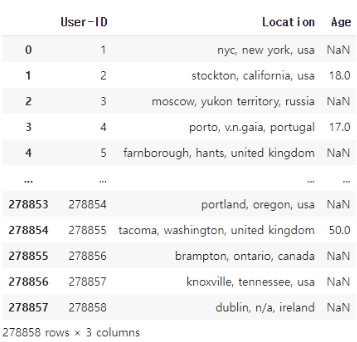 User-ID Location Age
0 1 nyc, new york, usa NaN
1 2 stockton, california, usa 18.0
2 3 moscow, yukon territory, russia NaN
3 4 porto, v.n.gaia, portugal 17.0
4 5 farnborough, hants, united kingdom NaN
... ... ... ...
278853 278854 portland, oregon, usa NaN
278854 278855 tacoma, washington, united kingdom 50.0
278855 278856 brampton, ontario, canada NaN
278856 278857 knoxville, tennessee, usa NaN
278857 278858 dublin, n/a, ireland NaN
278858 rows × 3 columns